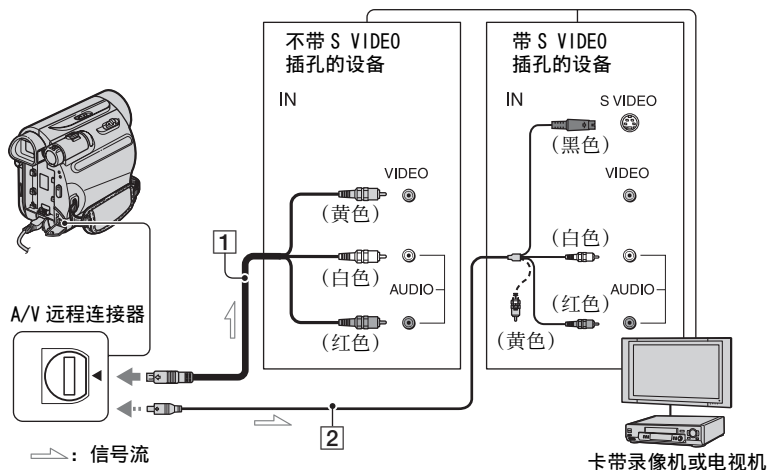 不带 S VIDEO
插孔的设备
IN
VIDEO
(黄色)
(白色)
AUDIO
(红色)
1
带 S VIDEO
插孔的设备
IN
S VIDEO
(黑色)
VIDEO
(白色)
AUDIO
(红色)
(黄色)
2
A/V 远程连接器
:信号流
卡带录像机或电视机